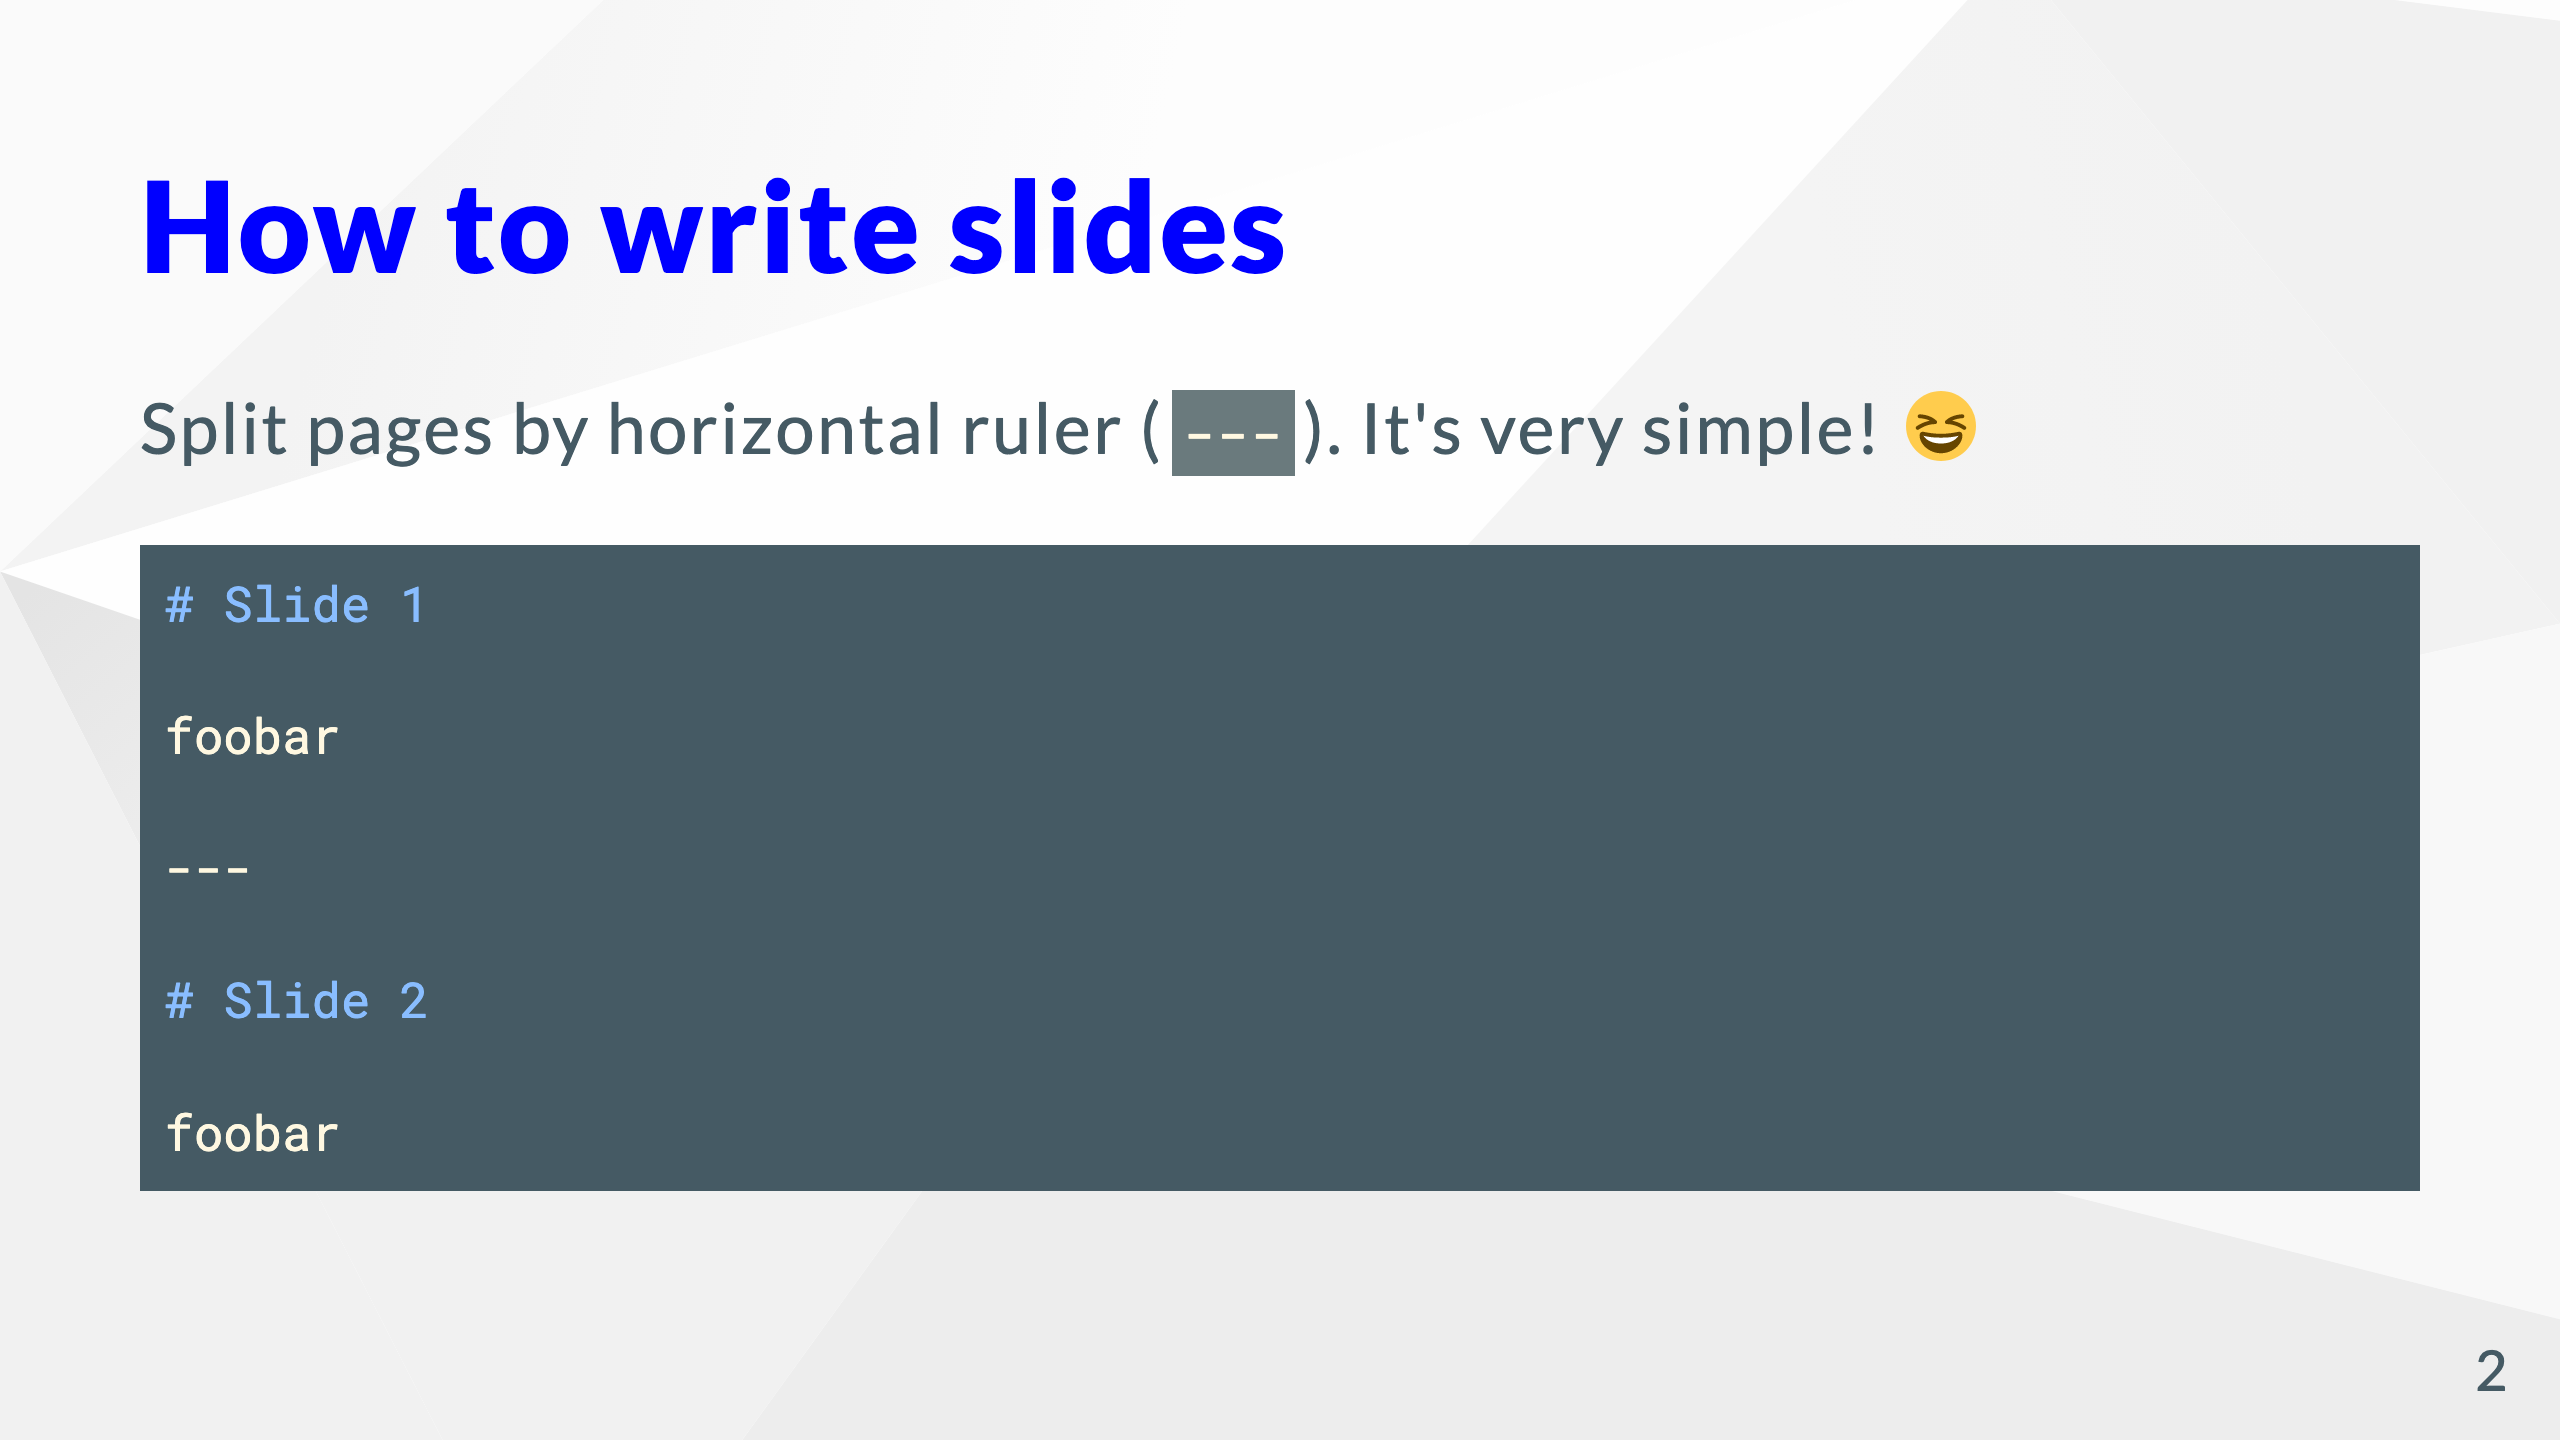 How to write slides
Split pages by horizontal ruler ( --- ). It's very simple! 😆
# Slide 1
foobar
---
# Slide 2
foobar
2